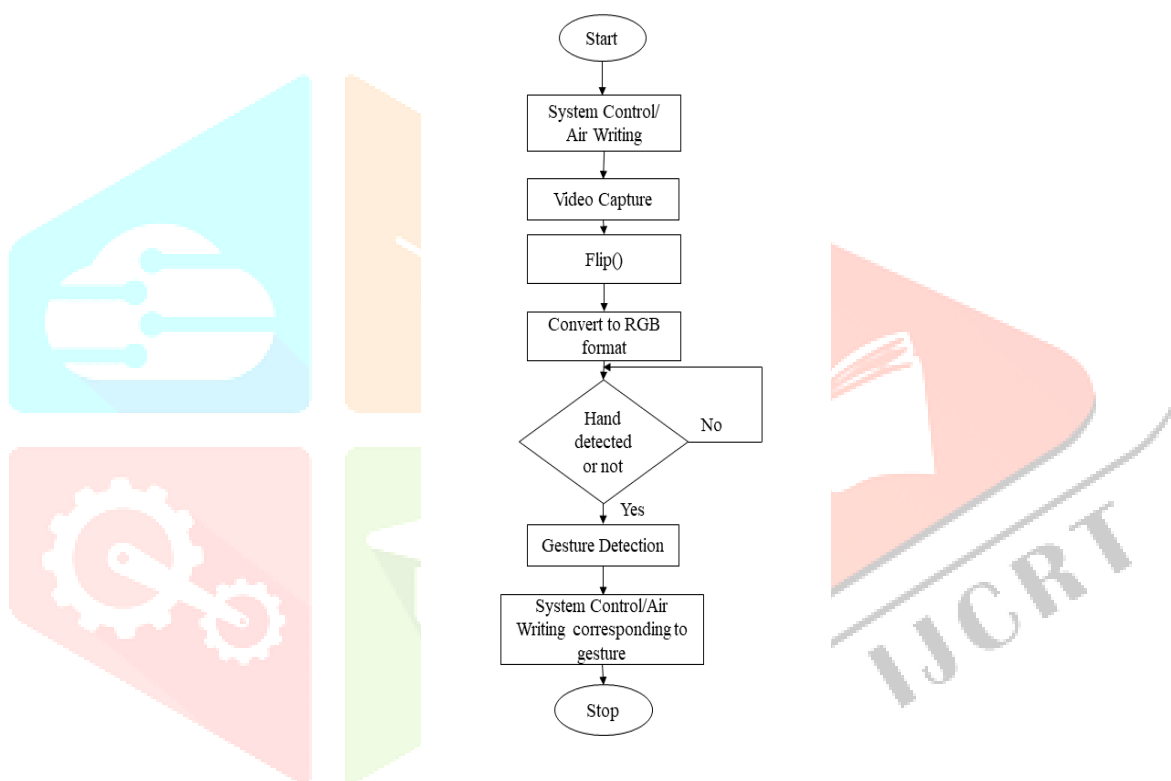 Start
System Control/
Air Writing
Video Capture
Flip()
Convert to RGB
format
Hand
detected
or not
No
Yes
Gesture Detection
System Control/Air
Writing corresponding to
gesture
Stop
IJCRT